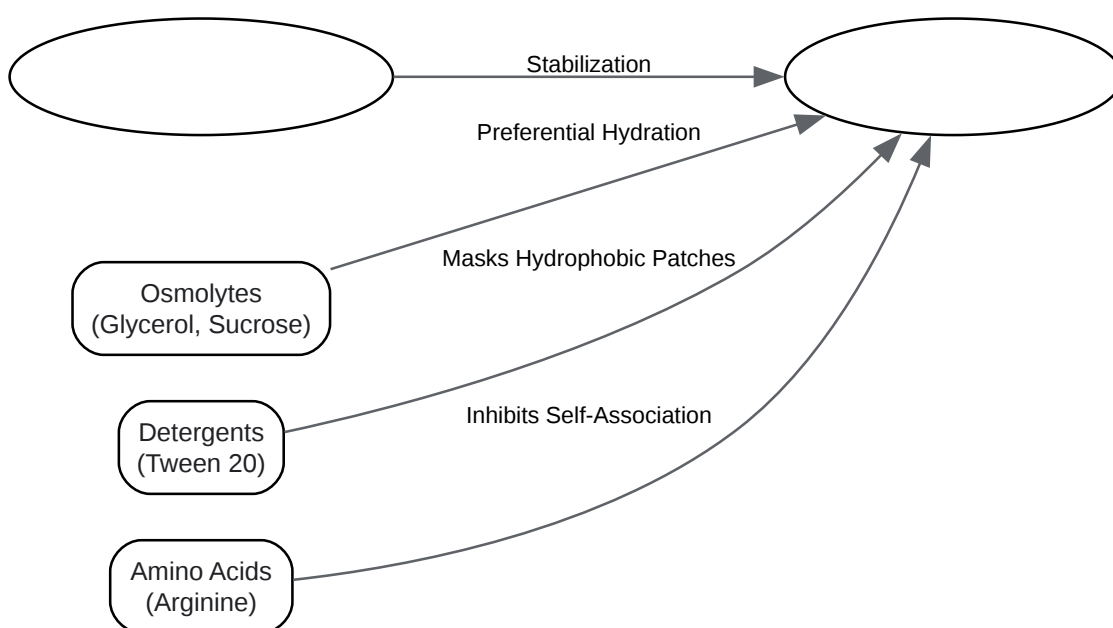 Stabilization
Preferential Hydration
Masks Hydrophobic Patches
Osmolytes
(Glycerol, Sucrose)
Inhibits Self-Association
Detergents
(Tween 20)
Amino Acids
(Arginine)